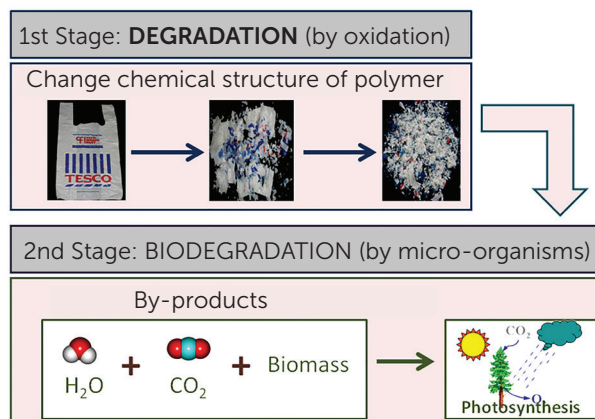 1st Stage: DEGRADATION (by oxidation)
Change chemical structure of polymer
TESCO
2nd Stage: BIODEGRADATION (by micro-organisms)
By-products
H₂O + CO₂ + Biomass
CO₂
O₂
Photosynthesis